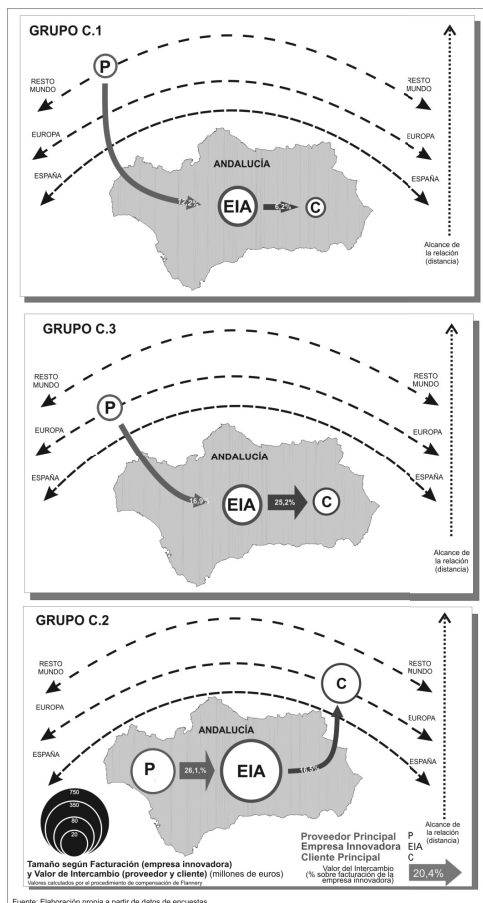 GRUPO C.1
P
RESTO
MUNDO
RESTO
MUNDO
EUROPA
EUROPA
ANDALUCÍA
ESPAÑA
ESPAÑA
12,2%
EIA
6,2%
C
Alcance de
la relación
(distancia)
GRUPO C.3
RESTO
MUNDO
RESTO
MUNDO
P
EUROPA
EUROPA
ANDALUCÍA
ESPAÑA
ESPAÑA
EIA
25,2%
C
Alcance de
la relación
(distancia)
GRUPO C.2
RESTO
MUNDO
RESTO
MUNDO
C
EUROPA
EUROPA
ANDALUCÍA
ESPAÑA
ESPAÑA
P
26,1,%
EIA
16,5%
750
350
80
20
Alcance de
la relación
(distancia)
Tamaño según Facturación (empresa innovadora)
y Valor de Intercambio (proveedor y cliente) (millones de euros)
Valores calculados por el procedimiento de compensación de Flannery
Proveedor Principal P
Empresa Innovadora EIA
Cliente Principal C
Valor del Intercambio
(% sobre facturación de la
empresa innovadora)
20,4%
Fuente: Elaboración propia a partir de datos de encuestas